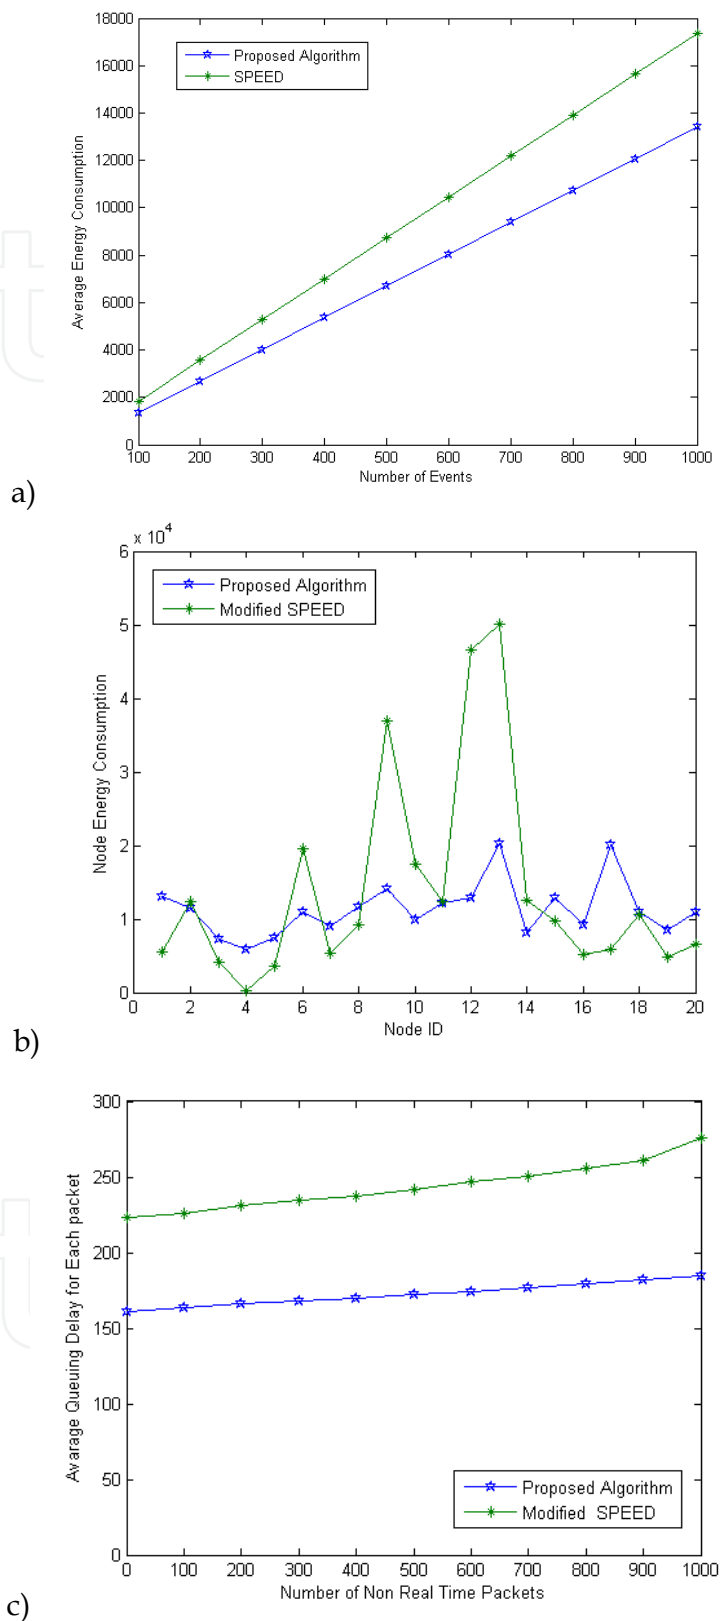 18000
16000
14000
12000
10000
8000
6000
4000
2000
0
Average Energy Consumption
Proposed Algorithm
SPEED
100 200 300 400 500 600 700 800 900 1000
Number of Events
a)
x 10^4
6
5
4
3
2
1
0
Node Energy Consumption
Proposed Algorithm
Modified SPEED
0 2 4 6 8 10 12 14 16 18 20
Node ID
b)
300
250
200
150
100
50
0
Avarage Queuing Delay for Each packet
Proposed Algorithm
Modified SPEED
0 100 200 300 400 500 600 700 800 900 1000
Number of Non Real Time Packets
c)